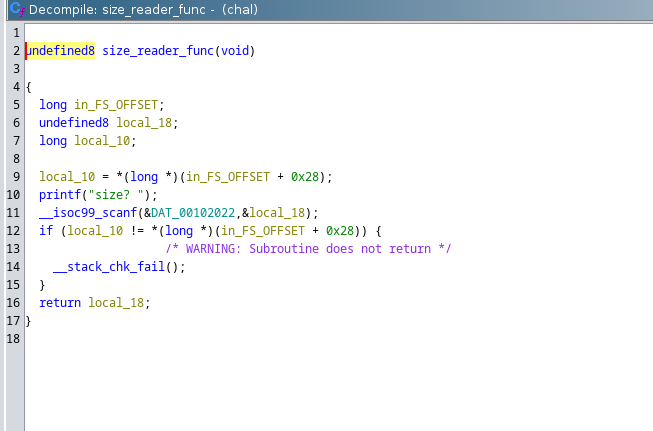 Decompile: size_reader_func - (chal)
1
2 undefined8 size_reader_func(void)
3
4 {
5 long in_FS_OFFSET;
6 undefined8 local_18;
7 long local_10;
8
9 local_10 = *(long *)(in_FS_OFFSET + 0x28);
10 printf("size? ");
11 __isoc99_scanf(&DAT_00102022,&local_18);
12 if (local_10 != *(long *)(in_FS_OFFSET + 0x28)) {
13 /* WARNING: Subroutine does not return */
14 __stack_chk_fail();
15 }
16 return local_18;
17 }
18